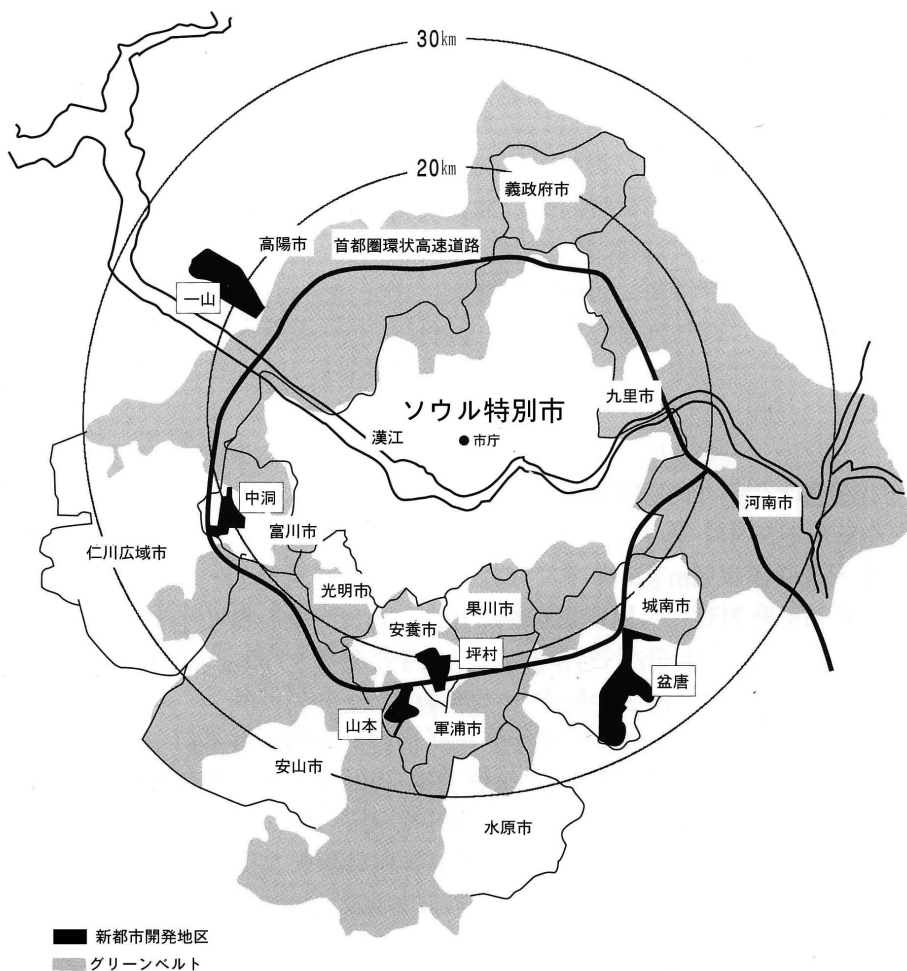 30km
20km
義政府市
高陽市
首都圏環状高速道路
一山
九里市
ソウル特別市
漢江
市庁
中洞
河南市
富川市
仁川広域市
光明市
果川市
城南市
安養市
坪村
盆唐
山本
軍浦市
安山市
水原市
新都市開発地区
グリーンベルト